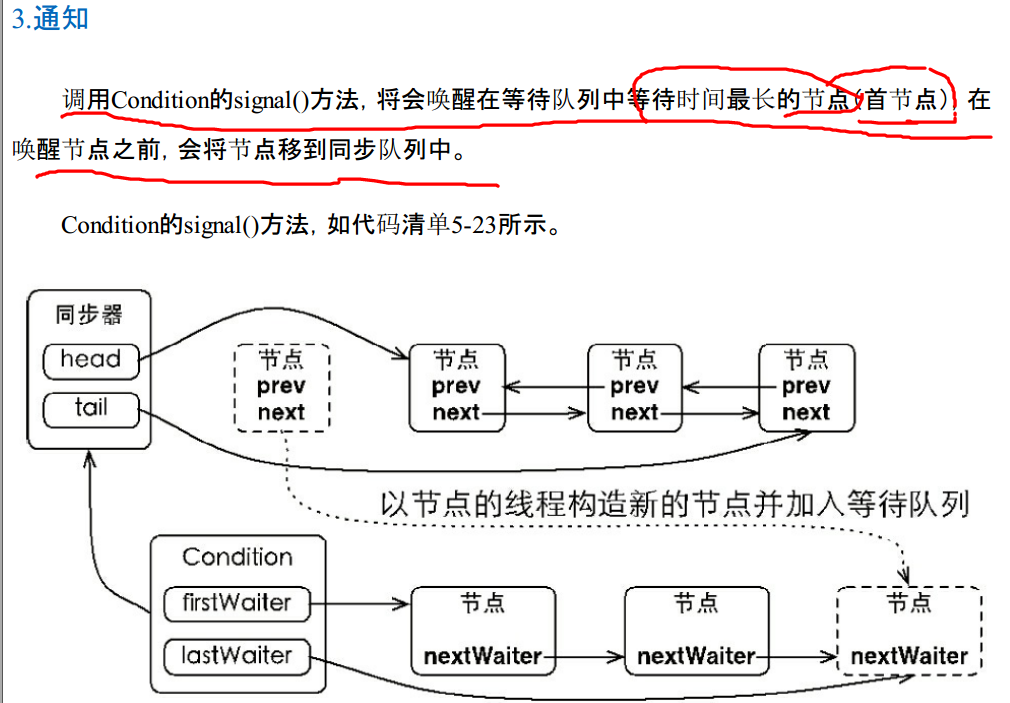 3.通知
调用Condition的signal()方法，将会唤醒在等待队列中等待时间最长的节点（首节点），在
唤醒节点之前，会将节点移到同步队列中。
Condition的signal()方法，如代码清单5-23所示。
同步器
head
tail
节点
prev
next
节点
prev
next
节点
prev
next
节点
prev
next
以节点的线程构造新的节点并加入等待队列
Condition
firstWaiter
lastWaiter
节点
nextWaiter
节点
nextWaiter
节点
nextWaiter